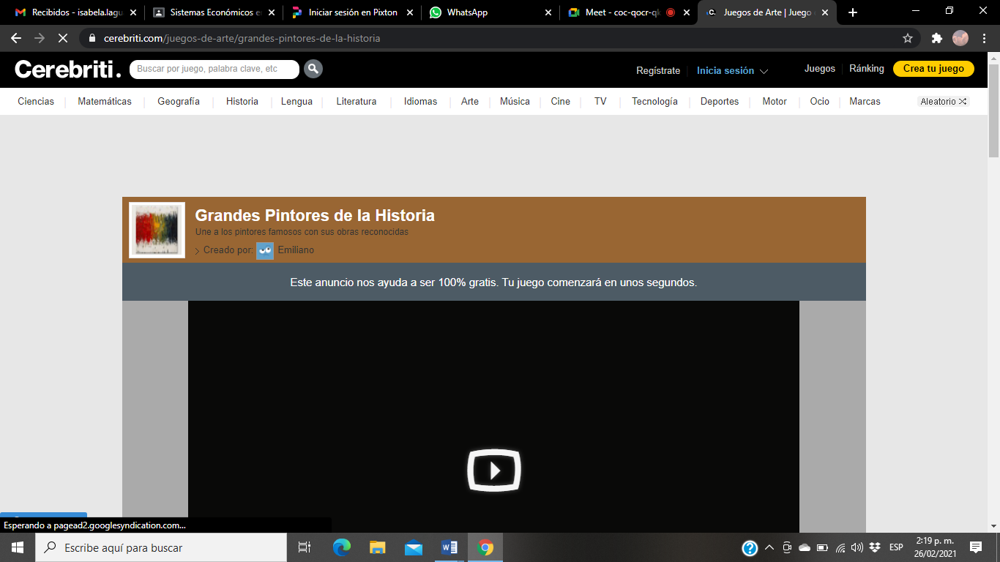 Recibidos - isabela.lagu
Sistemas Económicos e
Iniciar sesión en Pixton
WhatsApp
Meet - coc-qocr-qk
Juegos de Arte | Juego
cerebriti.com/juegos-de-arte/grandes-pintores-de-la-historia
Cerebriti.
Buscar por juego, palabra clave, etc
Regístrate
Inicia sesión
Juegos
Ránking
Crea tu juego
Ciencias
Matemáticas
Geografía
Historia
Lengua
Literatura
Idiomas
Arte
Música
Cine
TV
Tecnología
Deportes
Motor
Ocio
Marcas
Aleatorio
Grandes Pintores de la Historia
Une a los pintores famosos con sus obras reconocidas
Creado por: Emiliano
Este anuncio nos ayuda a ser 100% gratis. Tu juego comenzará en unos segundos.
Esperando a pagead2.googlesyndication.com...
Escribe aquí para buscar
ESP
2:19 p. m.
26/02/2021